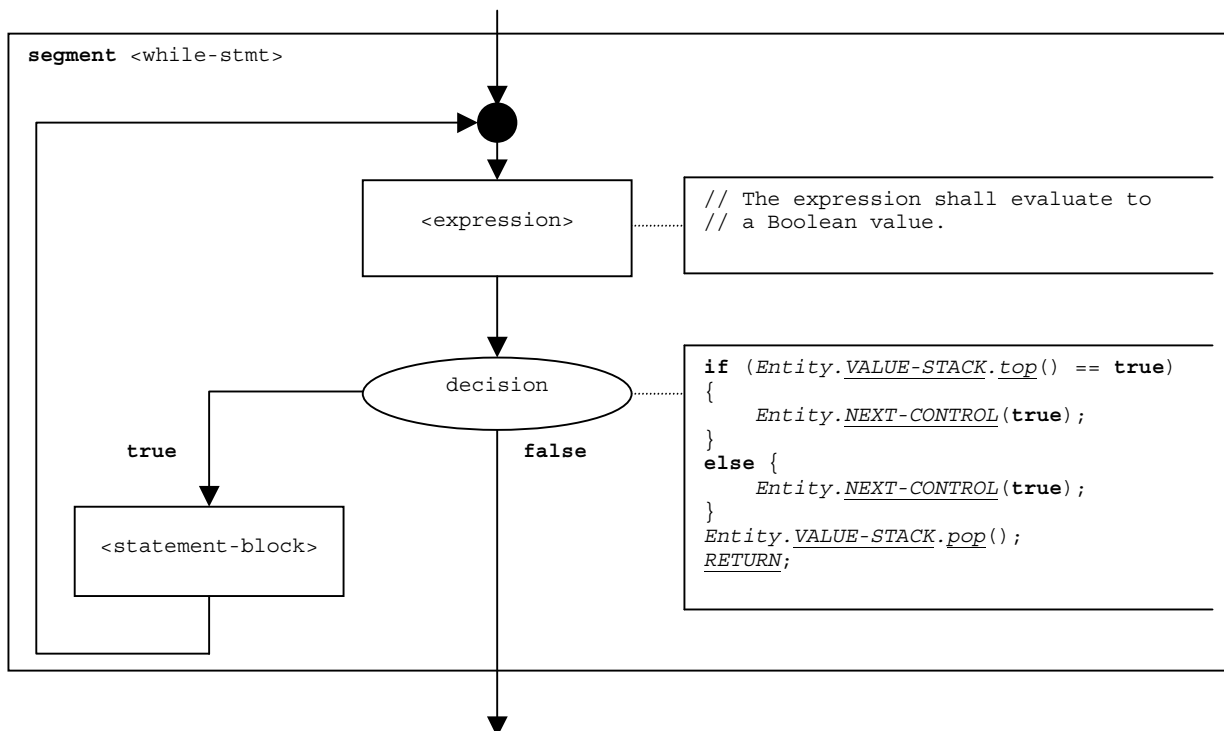 segment <while-stmt>
<expression>
// The expression shall evaluate to
// a Boolean value.
decision
if (Entity.VALUE-STACK.top() == true)
{
Entity.NEXT-CONTROL(true);
}
else {
Entity.NEXT-CONTROL(true);
}
Entity.VALUE-STACK.pop();
RETURN;
true
false
<statement-block>